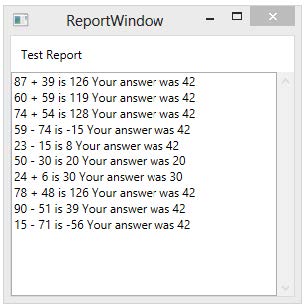 ReportWindow
Test Report
87 + 39 is 126 Your answer was 42
60 + 59 is 119 Your answer was 42
74 + 54 is 128 Your answer was 42
59 - 74 is -15 Your answer was 42
23 - 15 is 8 Your answer was 42
50 - 30 is 20 Your answer was 20
24 + 6 is 30 Your answer was 30
78 + 48 is 126 Your answer was 42
90 - 51 is 39 Your answer was 42
15 - 71 is -56 Your answer was 42